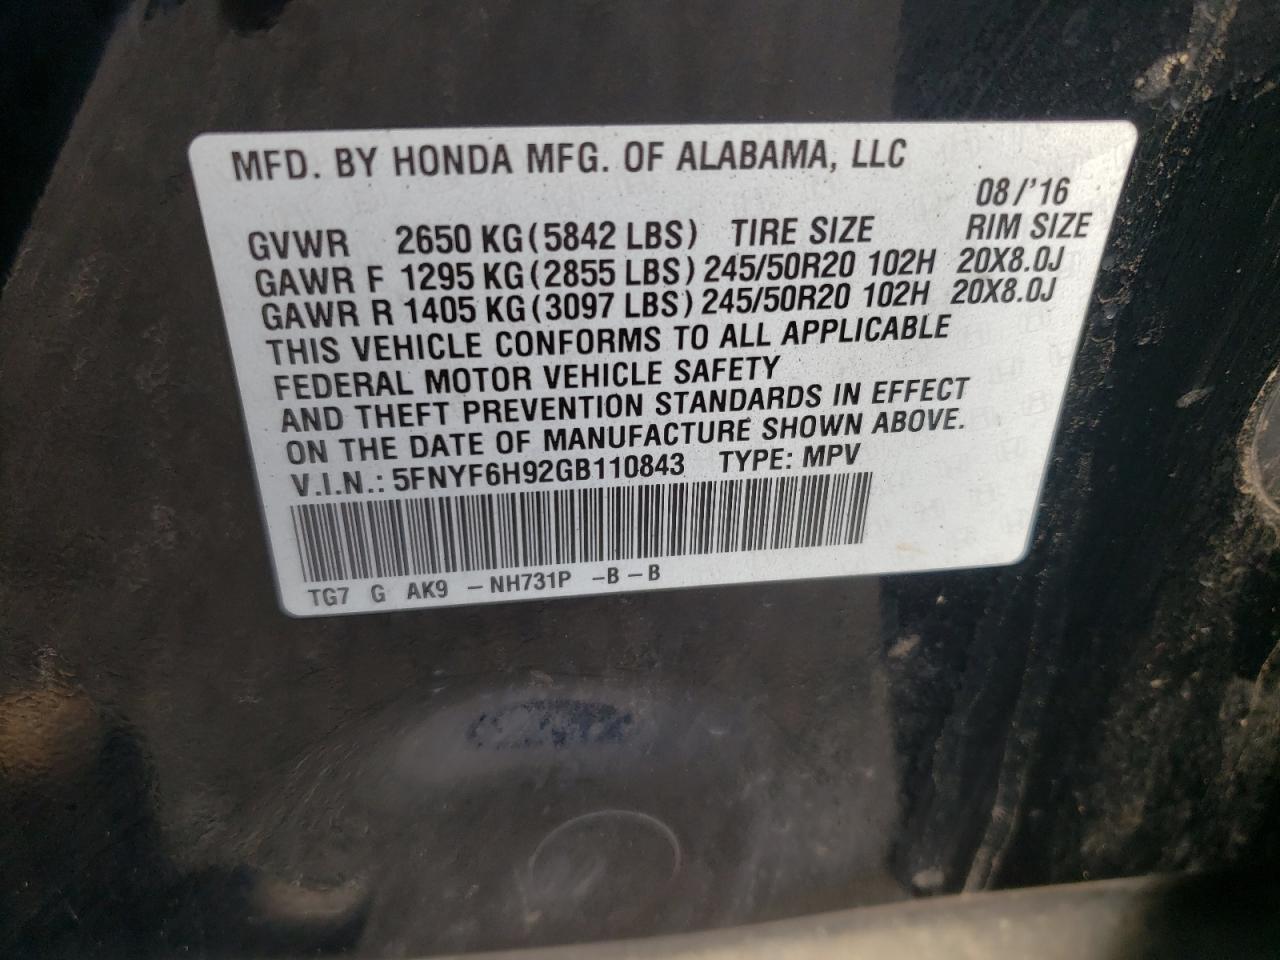 MFD. BY HONDA MFG. OF ALABAMA, LLC
08/'16
GVWR 2650 KG(5842 LBS) TIRE SIZE RIM SIZE
GAWR F 1295 KG(2855 LBS) 245/50R20 102H 20X8.0J
GAWR R 1405 KG(3097 LBS) 245/50R20 102H 20X8.0J
THIS VEHICLE CONFORMS TO ALL APPLICABLE
FEDERAL MOTOR VEHICLE SAFETY
AND THEFT PREVENTION STANDARDS IN EFFECT
ON THE DATE OF MANUFACTURE SHOWN ABOVE.
V.I.N.: 5FNYF6H92GB110843 TYPE: MPV
TG7 G AK9 -NH731P -B-B